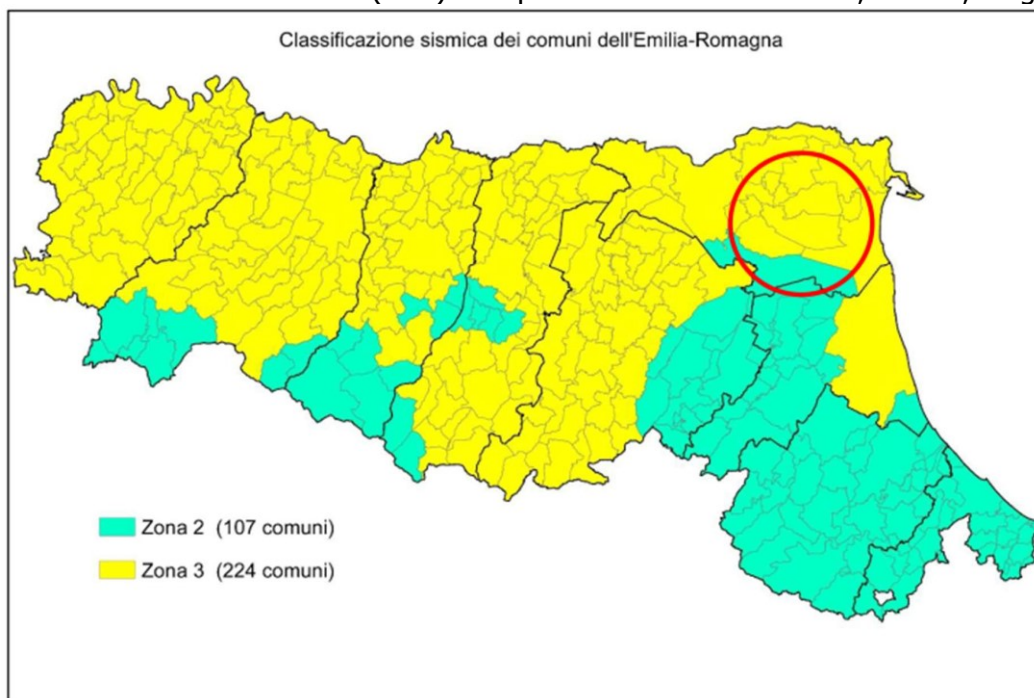 Classificazione sismica dei comuni dell'Emilia-Romagna
Zona 2 (107 comuni)
Zona 3 (224 comuni)